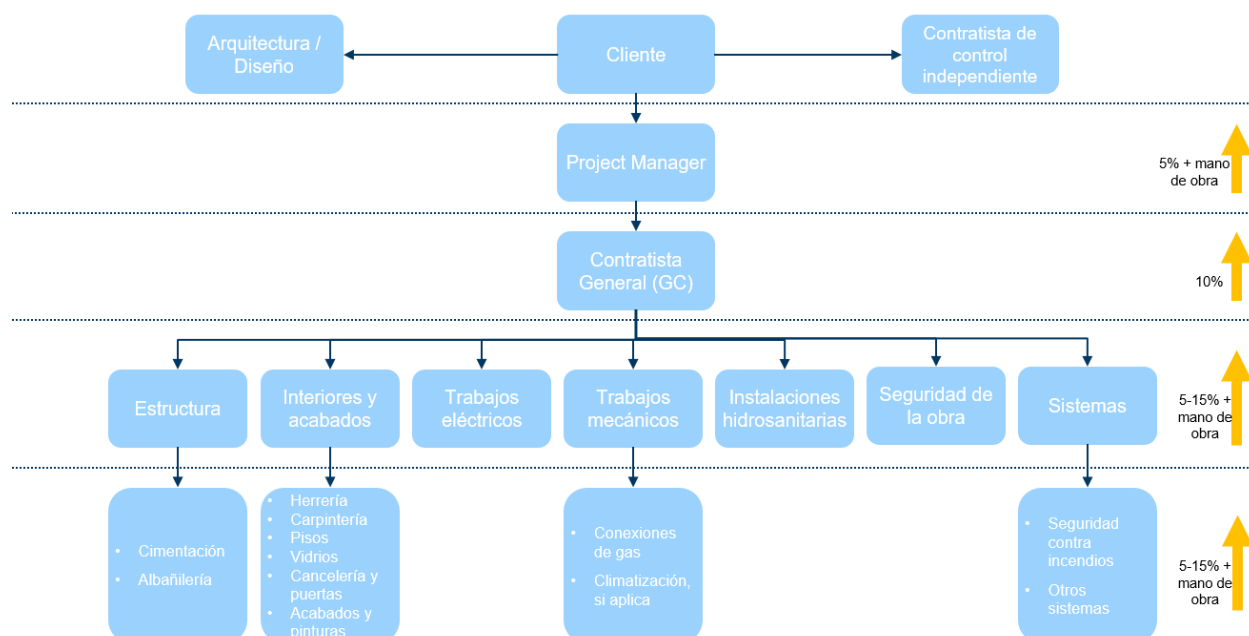 Arquitectura /
Diseño
Cliente
Contratista de
control
independiente
Project Manager
5% + mano
de obra
Contratista
General (GC)
10%
Estructura
Interiores y
acabados
Trabajos
eléctricos
Trabajos
mecánicos
Instalaciones
hidrosanitarias
Seguridad de
la obra
Sistemas
5-15% +
mano de
obra
• Cimentación
• Albañilería
• Herrería
• Carpintería
• Pisos
• Vidrios
• Cancelería y
puertas
• Acabados y
pinturas
• Conexiones
de gas
• Climatización,
si aplica
• Seguridad
contra
incendios
• Otros
sistemas
5-15% +
mano de
obra